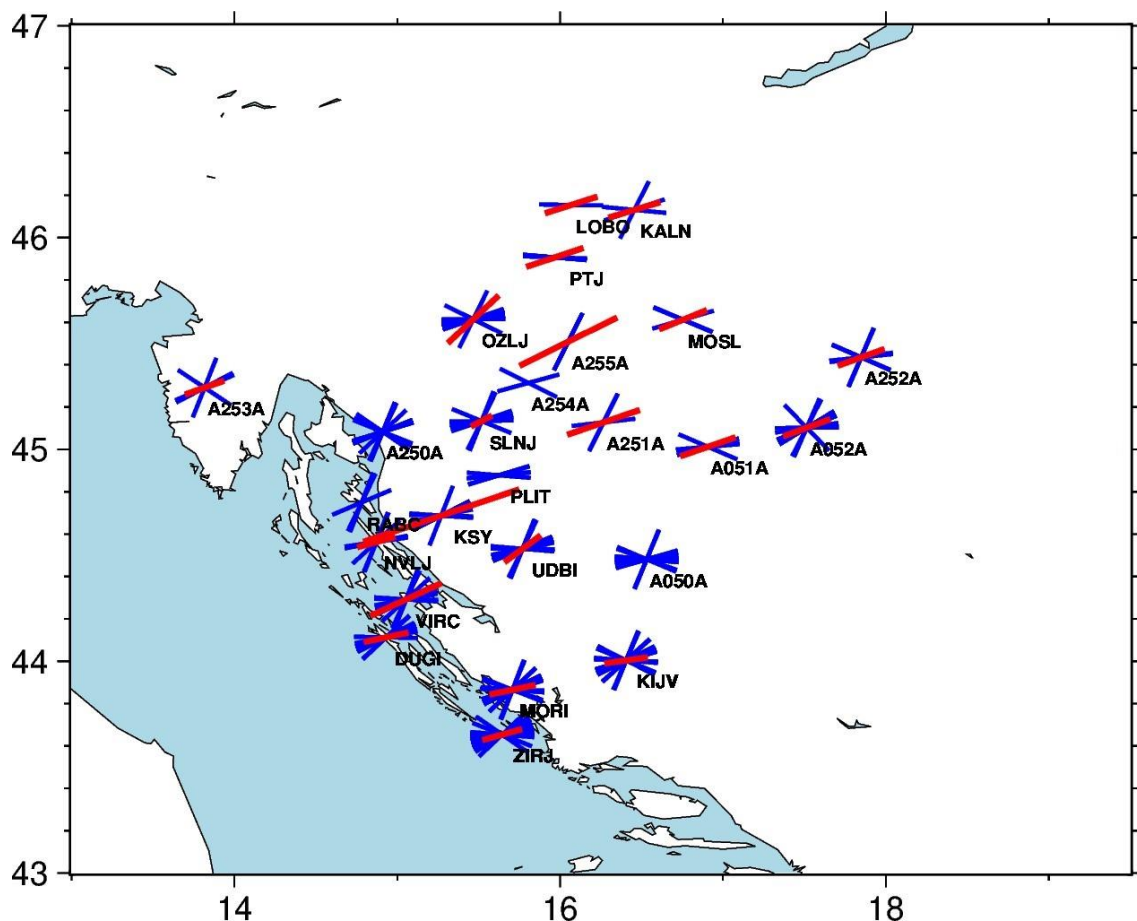 47
LOBO
KALN
46
PTJ
OZLJ
MOSL
A255A
A252A
A253A
A254A
SLNJ
A250A
A251A
A052A
45
A051A
PLIT
RABC
KSY
NVLJ
UDBI
A050A
VIRC
DUGI
44
KIJV
MORI
ZIRJ
43
14
16
18